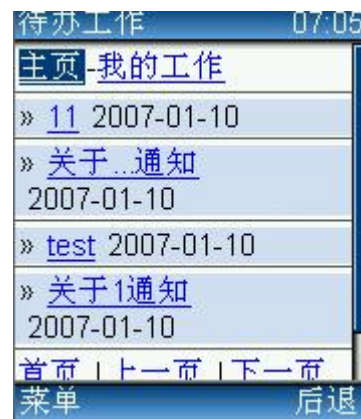 待办工作 07:05
主页-我的工作
» 11 2007-01-10
» 关于...通知
2007-01-10
» test 2007-01-10
» 关于1通知
2007-01-10
首页 | 上一页 | 下一页
菜单 后退